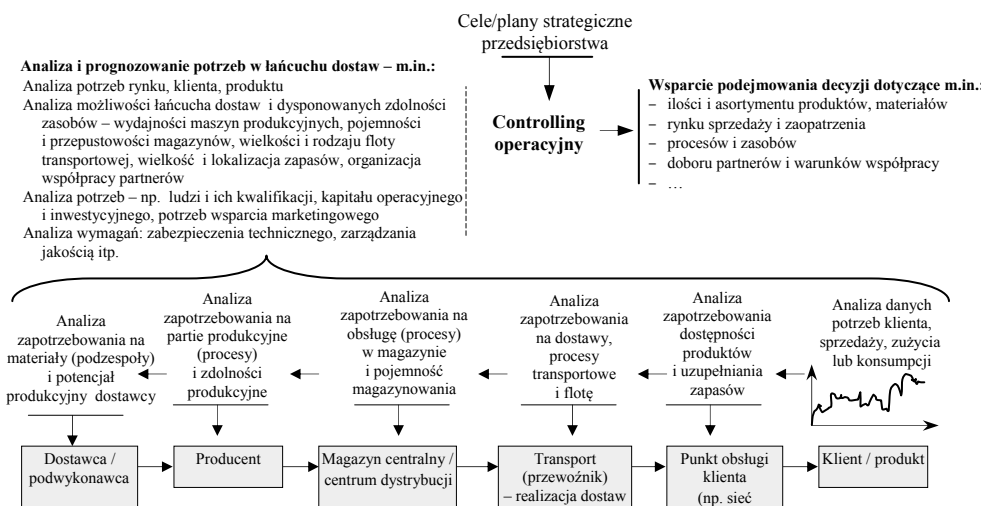 Cele/plany strategiczne
przedsiębiorstwa
Analiza i prognozowanie potrzeb w łańcuchu dostaw – m.in.:
Analiza potrzeb rynku, klienta, produktu
Analiza możliwości łańcucha dostaw i dysponowanych zdolności
zasobów – wydajności maszyn produkcyjnych, pojemności
i przepustowości magazynów, wielkości i rodzaju floty
transportowej, wielkość i lokalizacja zapasów, organizacja
współpracy partnerów
Analiza potrzeb – np. ludzi i ich kwalifikacji, kapitału operacyjnego
i inwestycyjnego, potrzeb wsparcia marketingowego
Analiza wymagań: zabezpieczenia technicznego, zarządzania
jakością itp.
Controlling
operacyjny
Wsparcie podejmowania decyzji dotyczące m.in.:
– ilości i asortymentu produktów, materiałów
– rynku sprzedaży i zaopatrzenia
– procesów i zasobów
– doboru partnerów i warunków współpracy
– …
Analiza
zapotrzebowania na
materiały (podzespoły)
i potencjał
produkcyjny dostawcy
Analiza
zapotrzebowania na
partie produkcyjne
(procesy)
i zdolności
produkcyjne
Analiza
zapotrzebowania na
obsługę (procesy)
w magazynie
i pojemność
magazynowania
Analiza
zapotrzebowania
na dostawy,
procesy
transportowe
i flotę
Analiza
zapotrzebowania
dostępności
produktów
i uzupełniania
zapasów
Analiza danych
potrzeb klienta,
sprzedaży, zużycia
lub konsumpcji
Dostawca /
podwykonawca
Producent
Magazyn centralny /
centrum dystrybucji
Transport
(przewoźnik)
– realizacja dostaw
Punkt obsługi
klienta
(np. sieć
Klient / produkt